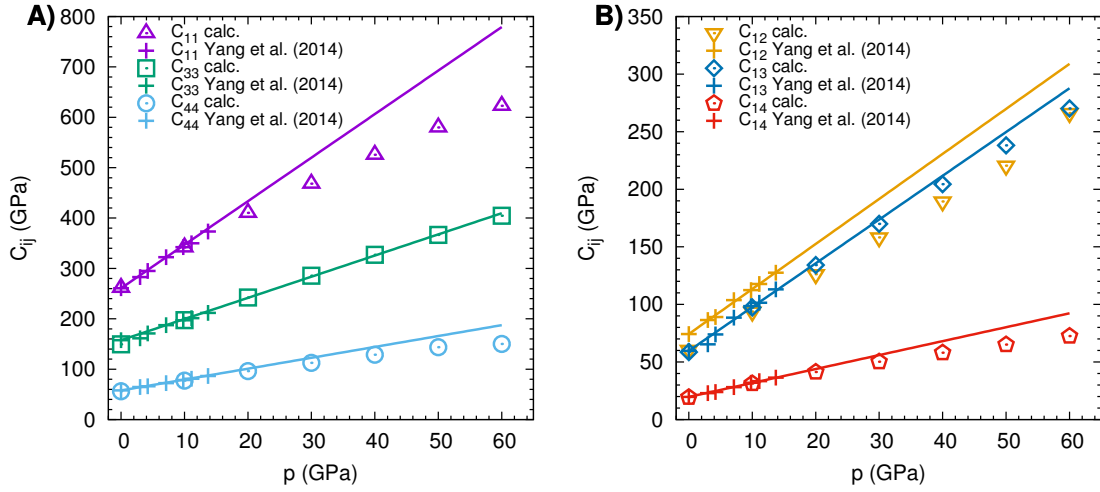 A)
C11 calc.
C11 Yang et al. (2014)
C33 calc.
C33 Yang et al. (2014)
C44 calc.
C44 Yang et al. (2014)
800
700
600
500
400
300
200
100
0
Cij (GPa)
0 10 20 30 40 50 60
p (GPa)
B)
C12 calc.
C12 Yang et al. (2014)
C13 calc.
C13 Yang et al. (2014)
C14 calc.
C14 Yang et al. (2014)
350
300
250
200
150
100
50
0
Cij (GPa)
0 10 20 30 40 50 60
p (GPa)